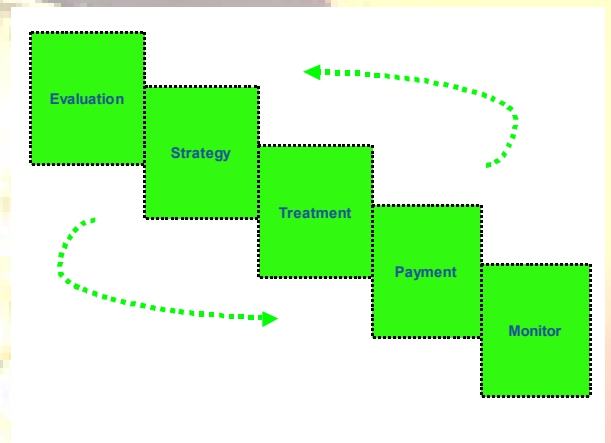 Evaluation
Strategy
Treatment
Payment
Monitor